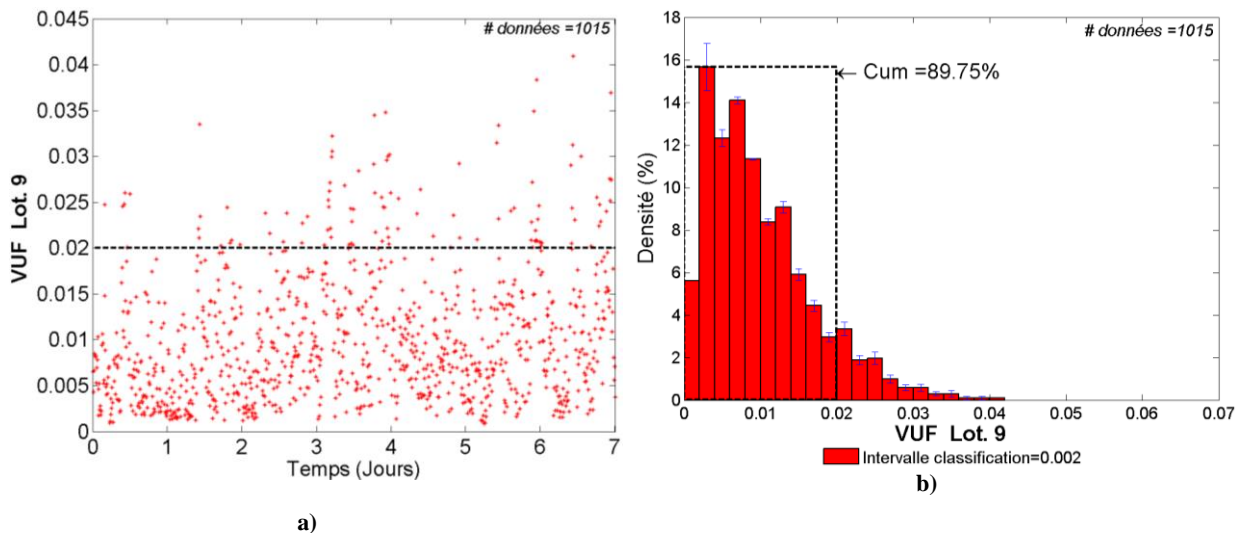 # données =1015
0.045
0.04
0.035
0.03
0.025
0.02
0.015
0.01
0.005
0
VUF Lot. 9
0 1 2 3 4 5 6 7
Temps (Jours)
a)
# données =1015
18
16
14
12
10
8
6
4
2
0
Densité (%)
← Cum =89.75%
0 0.01 0.02 0.03 0.04 0.05 0.06 0.07
VUF Lot. 9
Intervalle classification=0.002
b)